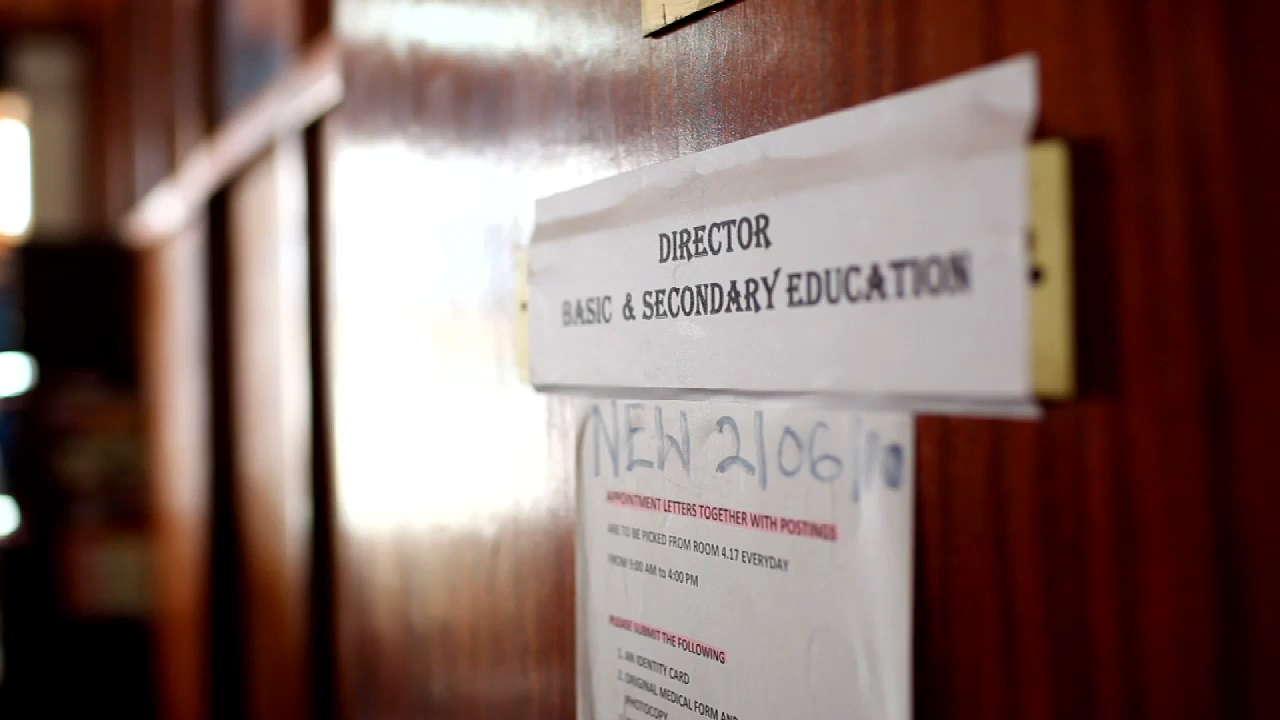 DIRECTOR
BASIC & SECONDARY EDUCATION
NEW 2/06/10
APPOINTMENT LETTERS TOGETHER WITH POSTINGS
ARE TO BE PICKED FROM ROOM 4.17 EVERYDAY
FROM 9:00 AM to 4:00 PM
PLEASE SUBMIT THE FOLLOWING
1. AN IDENTITY CARD
2. ORIGINAL MEDICAL FORM AND
PHOTOCOPY